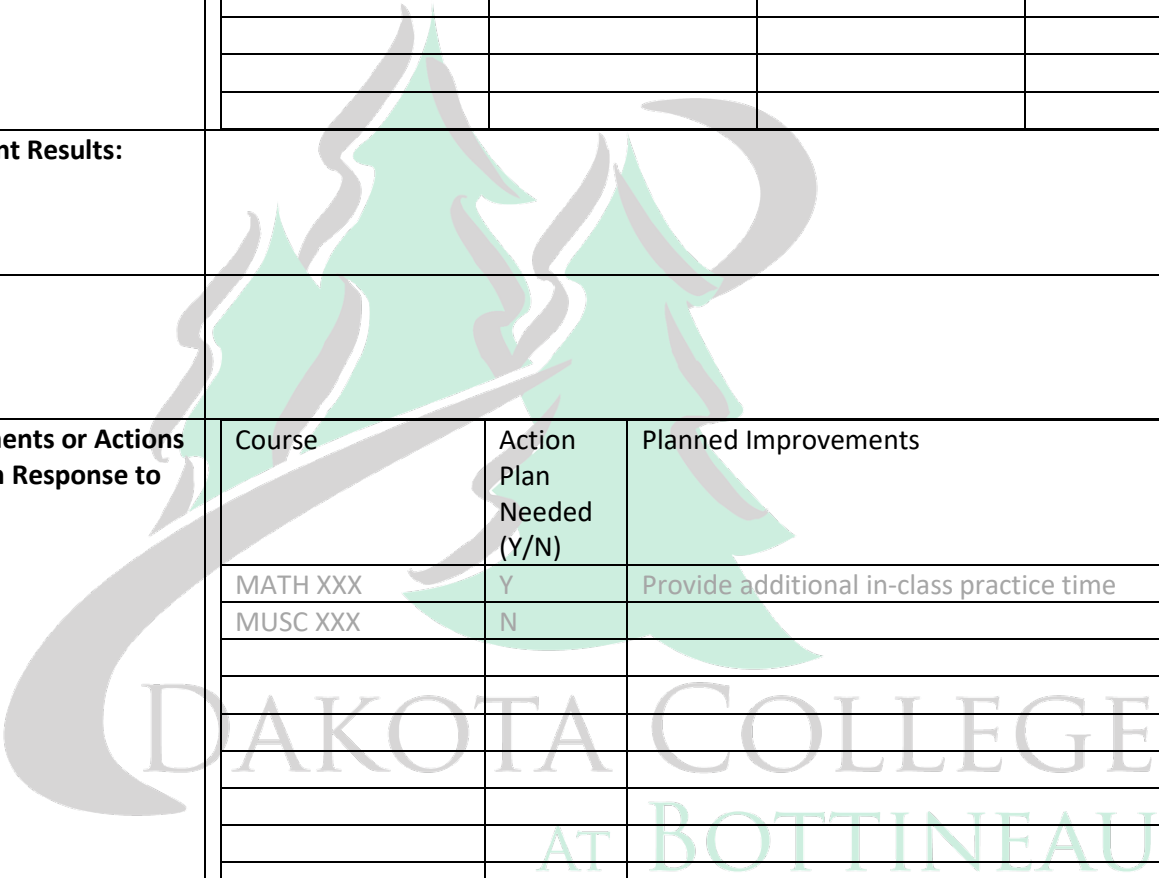 nt Results:
ents or Actions
Response to
Course
Action
Plan
Needed
(Y/N)
Planned Improvements
MATH XXX
Y
Provide additional in-class practice time
MUSC XXX
N
DAKOTA COLLEGE
AT BOTTINEAU